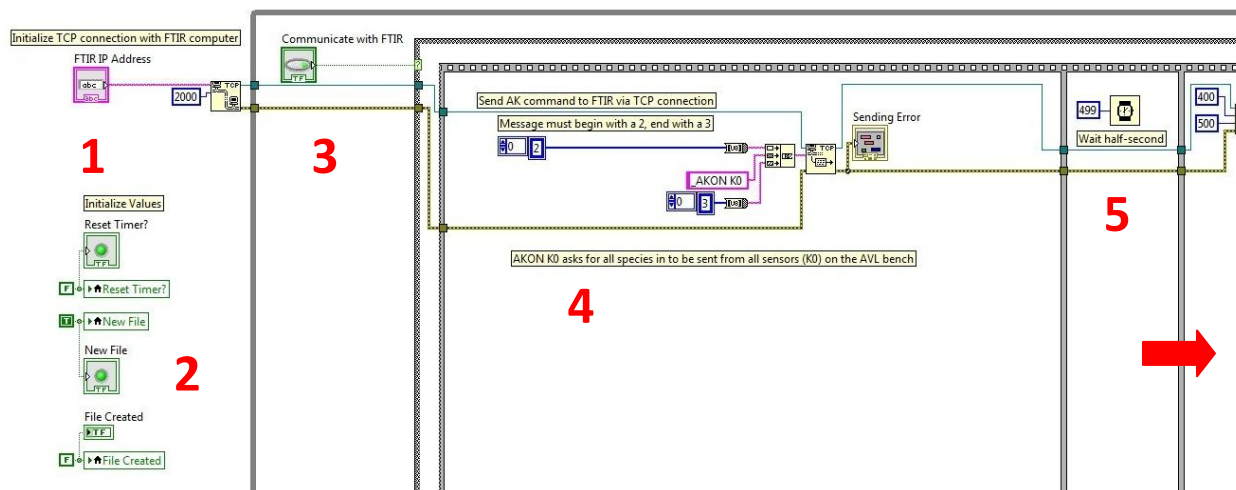 Initialize TCP connection with FTIR computer
FTIR IP Address
abc
abc
2000
TCP
1
Initialize Values
Reset Timer?
TF
F
Reset Timer?
T
New File
New File
TF
2
File Created
TF
F
File Created
Communicate with FTIR
TF
3
?
Send AK command to FTIR via TCP connection
Message must begin with a 2, end with a 3
0
2
[U8]
_AKON K0
0
3
[U8]
TCP
Sending Error
AKON K0 asks for all species in to be sent from all sensors (K0) on the AVL bench
4
499
Wait half-second
5
400
500